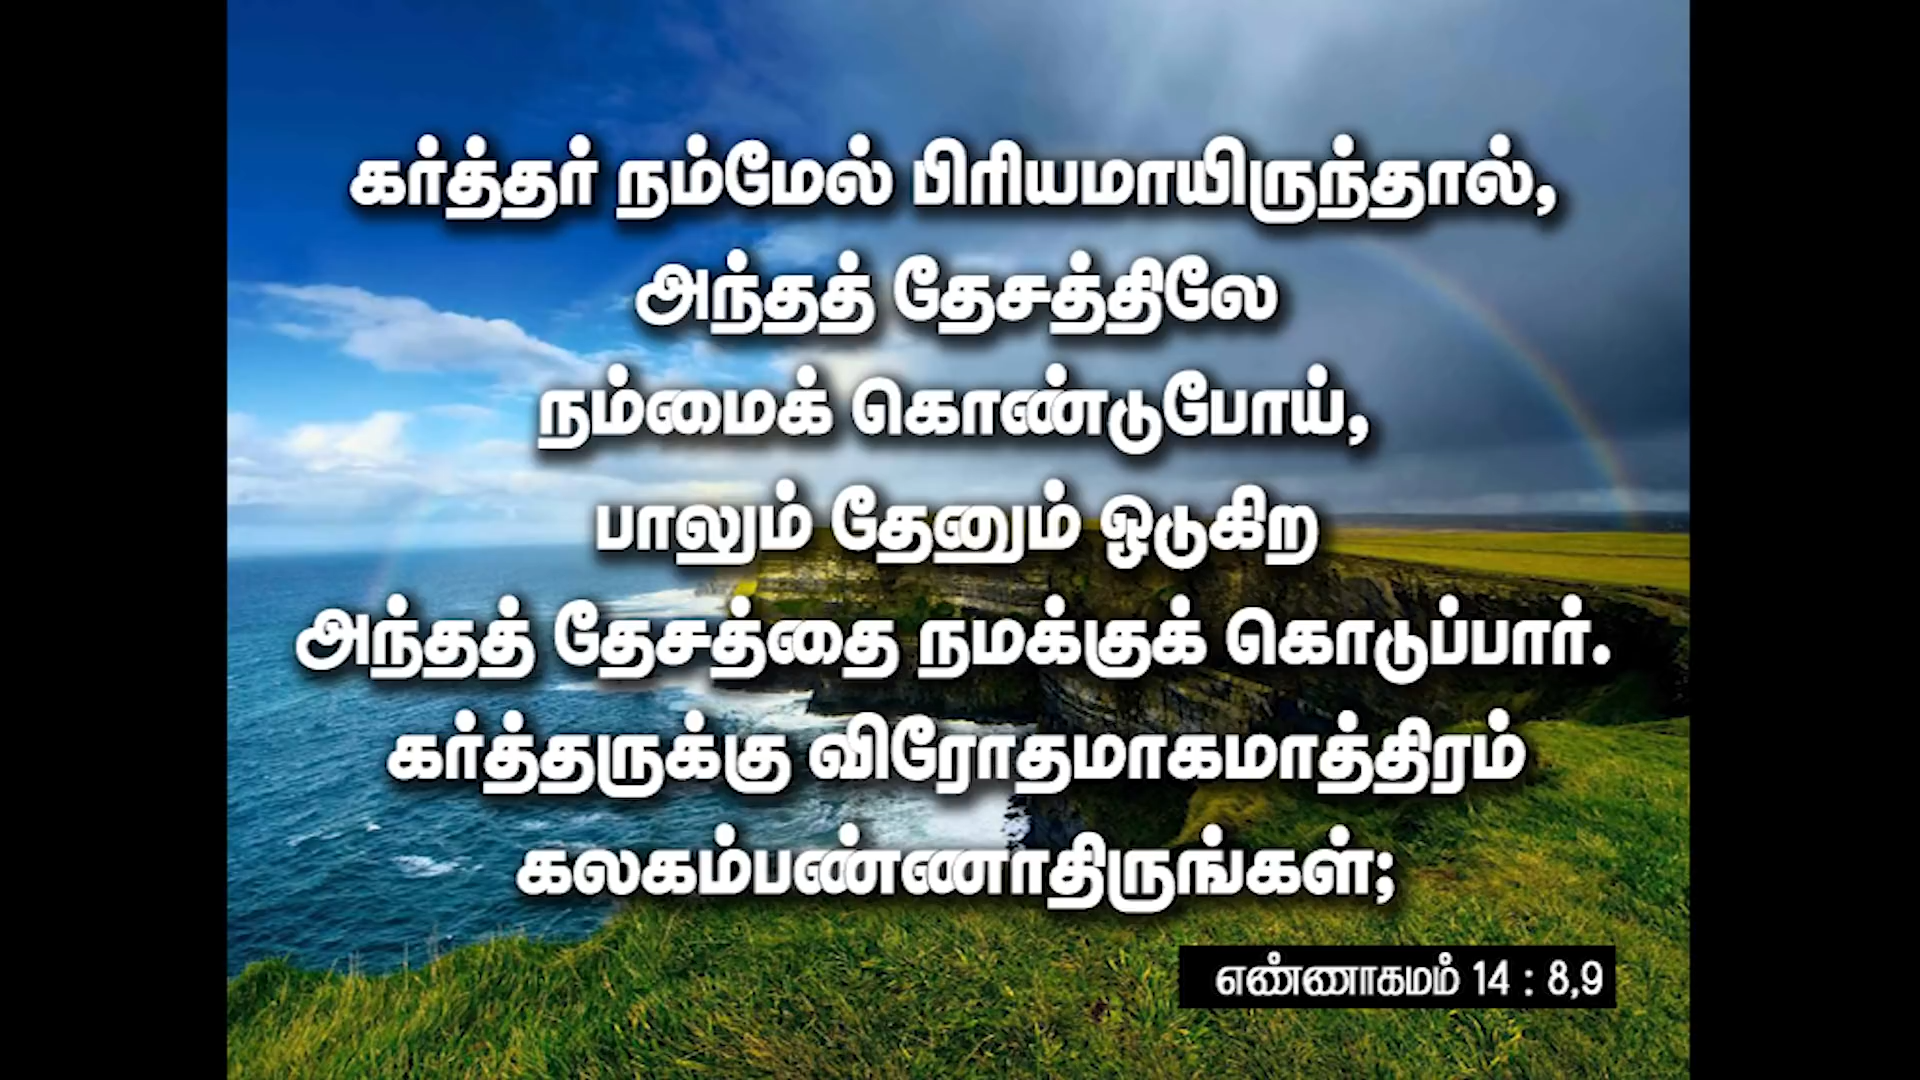 கர்த்தர் நம்மேல் பிரியமாயிருந்தால்,
அந்தத் தேசத்திலே
நம்மைக் கொண்டுபோய்,
பாலும் தேனும் ஓடுகிற
அந்தத் தேசத்தை நமக்குக் கொடுப்பார்.
கர்த்தருக்கு விரோதமாகமாத்திரம்
கலகம்பண்ணாதிருங்கள்;
எண்ணாகமம் 14 : 8,9